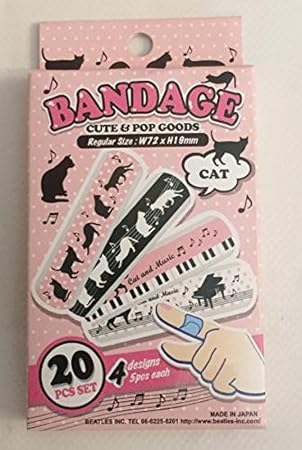 BANDAGE
CUTE & POP GOODS
Regular Size : W72 x H19mm
CAT
Cat and Music
and Music
20
PCS SET
4 designs
5pcs each
MADE IN JAPAN
BEATLES INC. TEL 06-6225-8201 http://www.beatles-inc.com/